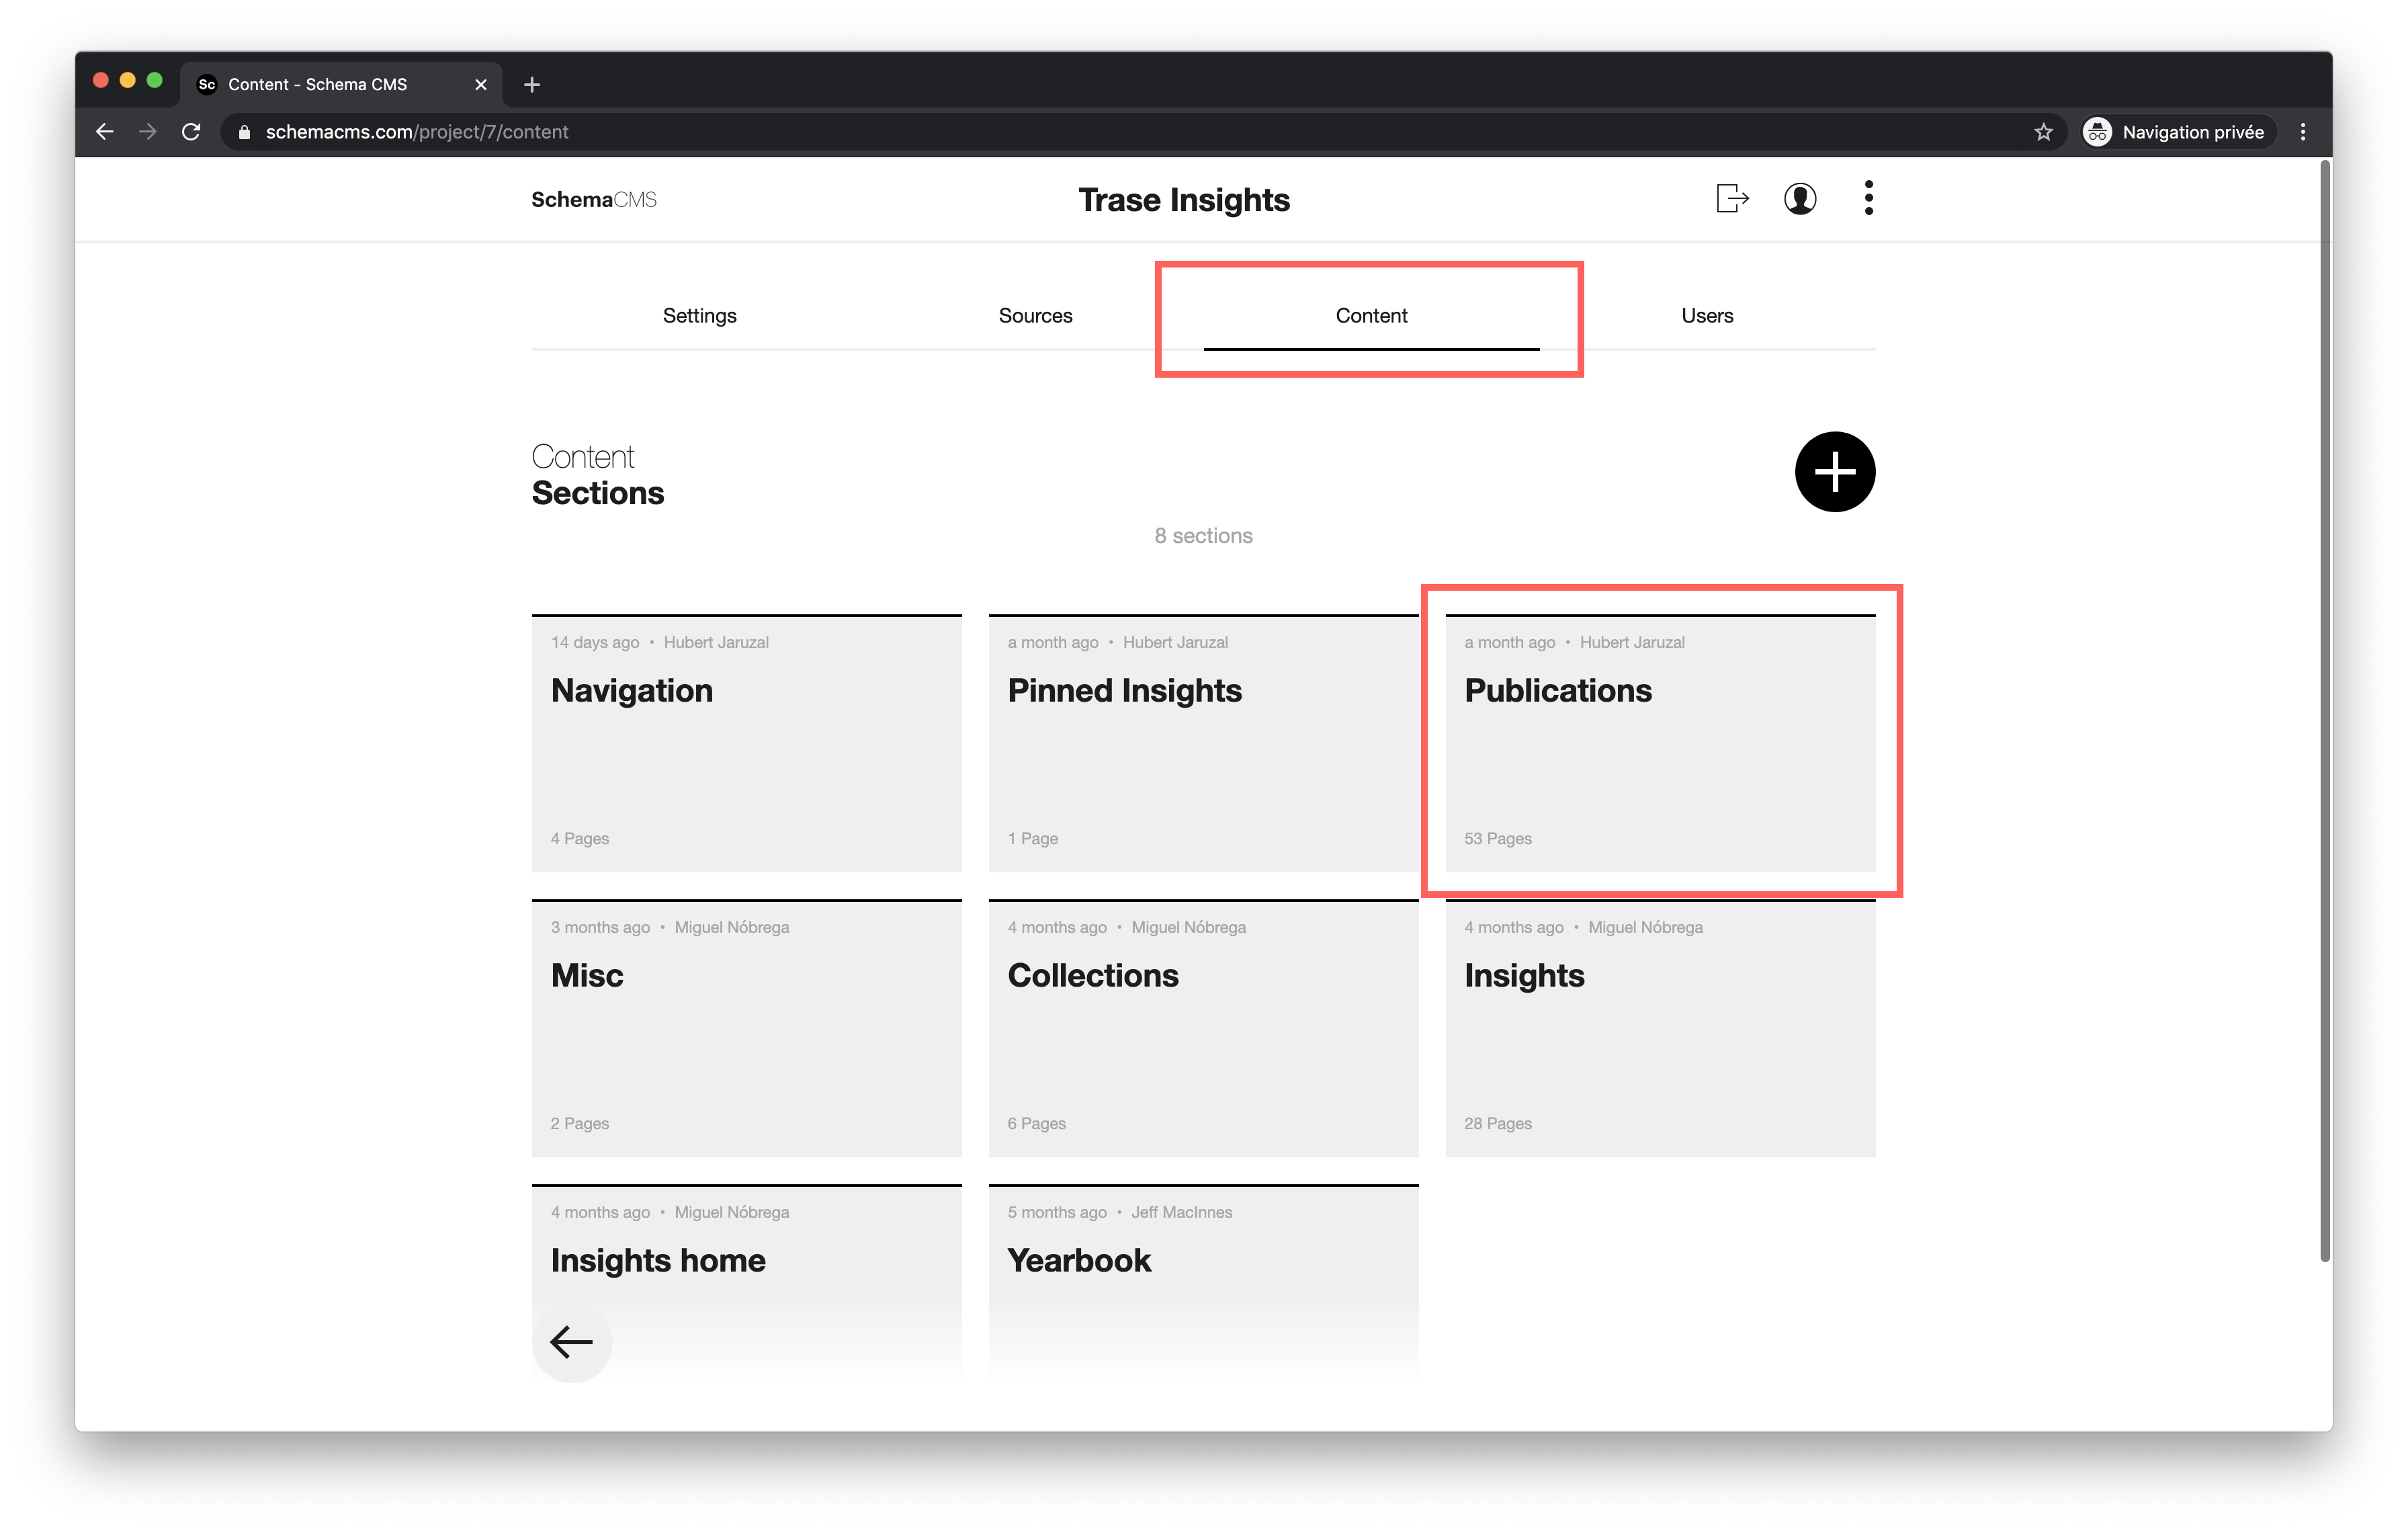 Sc Content - Schema CMS
schemacms.com/project/7/content
Navigation privée
SchemaCMS
Trase Insights
Settings
Sources
Content
Users
Content
Sections
8 sections
14 days ago • Hubert Jaruzal
Navigation
4 Pages
a month ago • Hubert Jaruzal
Pinned Insights
1 Page
a month ago • Hubert Jaruzal
Publications
53 Pages
3 months ago • Miguel Nóbrega
Misc
2 Pages
4 months ago • Miguel Nóbrega
Collections
6 Pages
4 months ago • Miguel Nóbrega
Insights
28 Pages
4 months ago • Miguel Nóbrega
Insights home
5 months ago • Jeff MacInnes
Yearbook